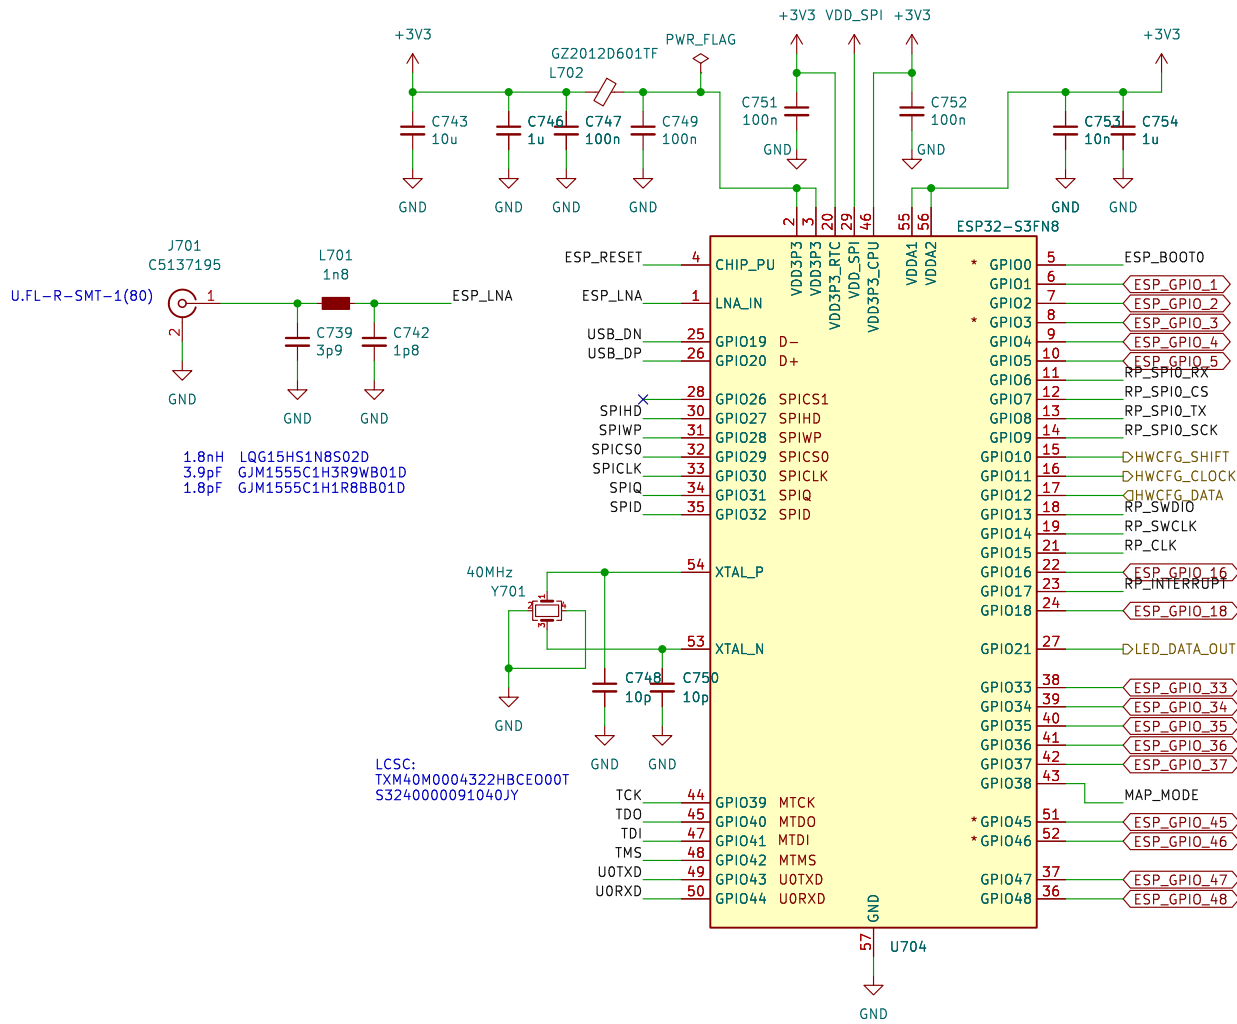 +3V3
VDD_SPI
+3V3
+3V3
PWR_FLAG
+3V3
GZ2012D601TF
L702
C743
10u
C746
1u
C747
100n
C749
100n
C751
100n
C752
100n
C753
10n
C754
1u
GND
GND
GND
GND
GND
GND
GND
GND
2
3
20
29
46
55
56
ESP32-S3FN8
VDD3P3
VDD3P3
VDD3P3_RTC
VDD_SPI
VDD3P3_CPU
VDDA1
VDDA2
J701
C5137195
U.FL-R-SMT-1(80)
1
2
GND
L701
1n8
ESP_LNA
C739
3p9
C742
1p8
GND
GND
1.8nH LQG15HS1N8S02D
3.9pF GJM1555C1H3R9WB01D
1.8pF GJM1555C1H1R8BB01D
ESP_RESET 4 CHIP_PU
ESP_LNA 1 LNA_IN
USB_DN 25 GPIO19 D-
USB_DP 26 GPIO20 D+
28 GPIO26 SPICS1
SPIHD 30 GPIO27 SPIHD
SPIWP 31 GPIO28 SPIWP
SPICS0 32 GPIO29 SPICS0
SPICLK 33 GPIO30 SPICLK
SPIQ 34 GPIO31 SPIQ
SPID 35 GPIO32 SPID
54 XTAL_P
53 XTAL_N
40MHz
Y701
1
2
4
3
GND
C748
10p
C750
10p
GND
GND
LCSC:
TXM40M0004322HBCEO00T
S3240000091040JY
TCK 44 GPIO39 MTCK
TDO 45 GPIO40 MTDO
TDI 47 GPIO41 MTDI
TMS 48 GPIO42 MTMS
U0TXD 49 GPIO43 U0TXD
U0RXD 50 GPIO44 U0RXD
* GPIO0 5 ESP_BOOT0
GPIO1 6 ESP_GPIO_1
GPIO2 7 ESP_GPIO_2
* GPIO3 8 ESP_GPIO_3
GPIO4 9 ESP_GPIO_4
GPIO5 10 ESP_GPIO_5
GPIO6 11 RP_SPI0_RX
GPIO7 12 RP_SPI0_CS
GPIO8 13 RP_SPI0_TX
GPIO9 14 RP_SPI0_SCK
GPIO10 15 HWCFG_SHIFT
GPIO11 16 HWCFG_CLOCK
GPIO12 17 HWCFG_DATA
GPIO13 18 RP_SWDIO
GPIO14 19 RP_SWCLK
GPIO15 21 RP_CLK
GPIO16 22 ESP_GPIO_16
GPIO17 23 RP_INTERRUPT
GPIO18 24 ESP_GPIO_18
GPIO21 27 LED_DATA_OUT
GPIO33 38 ESP_GPIO_33
GPIO34 39 ESP_GPIO_34
GPIO35 40 ESP_GPIO_35
GPIO36 41 ESP_GPIO_36
GPIO37 42 ESP_GPIO_37
GPIO38 43 MAP_MODE
* GPIO45 51 ESP_GPIO_45
* GPIO46 52 ESP_GPIO_46
GPIO47 37 ESP_GPIO_47
GPIO48 36 ESP_GPIO_48
GND
57
U704
GND